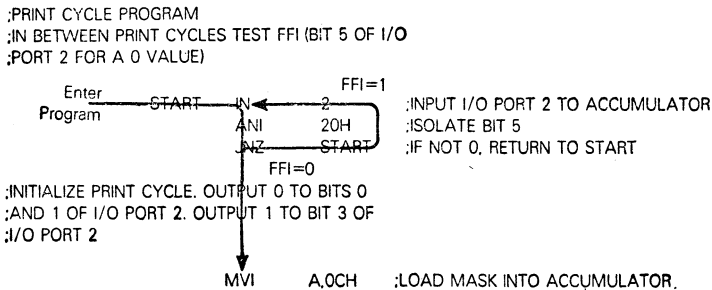 ;PRINT CYCLE PROGRAM
;IN BETWEEN PRINT CYCLES TEST FFI (BIT 5 OF I/O
;PORT 2 FOR A 0 VALUE)
FFI=1
Enter Program
START IN 2 ;INPUT I/O PORT 2 TO ACCUMULATOR
ANI 20H ;ISOLATE BIT 5
JNZ START ;IF NOT 0, RETURN TO START
FFI=0
;INITIALIZE PRINT CYCLE. OUTPUT 0 TO BITS 0
;AND 1 OF I/O PORT 2. OUTPUT 1 TO BIT 3 OF
;I/O PORT 2
MVI A,0CH ;LOAD MASK INTO ACCUMULATOR.